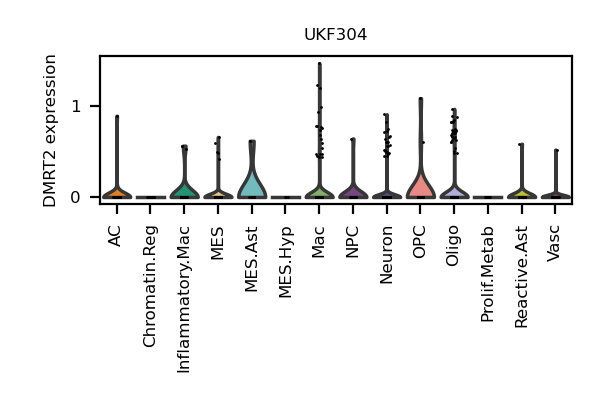 UKF304
DMRT2 expression
1
0
AC
Chromatin.Reg
Inflammatory.Mac
MES
MES.Ast
MES.Hyp
Mac
NPC
Neuron
OPC
Oligo
Prolif.Metab
Reactive.Ast
Vasc